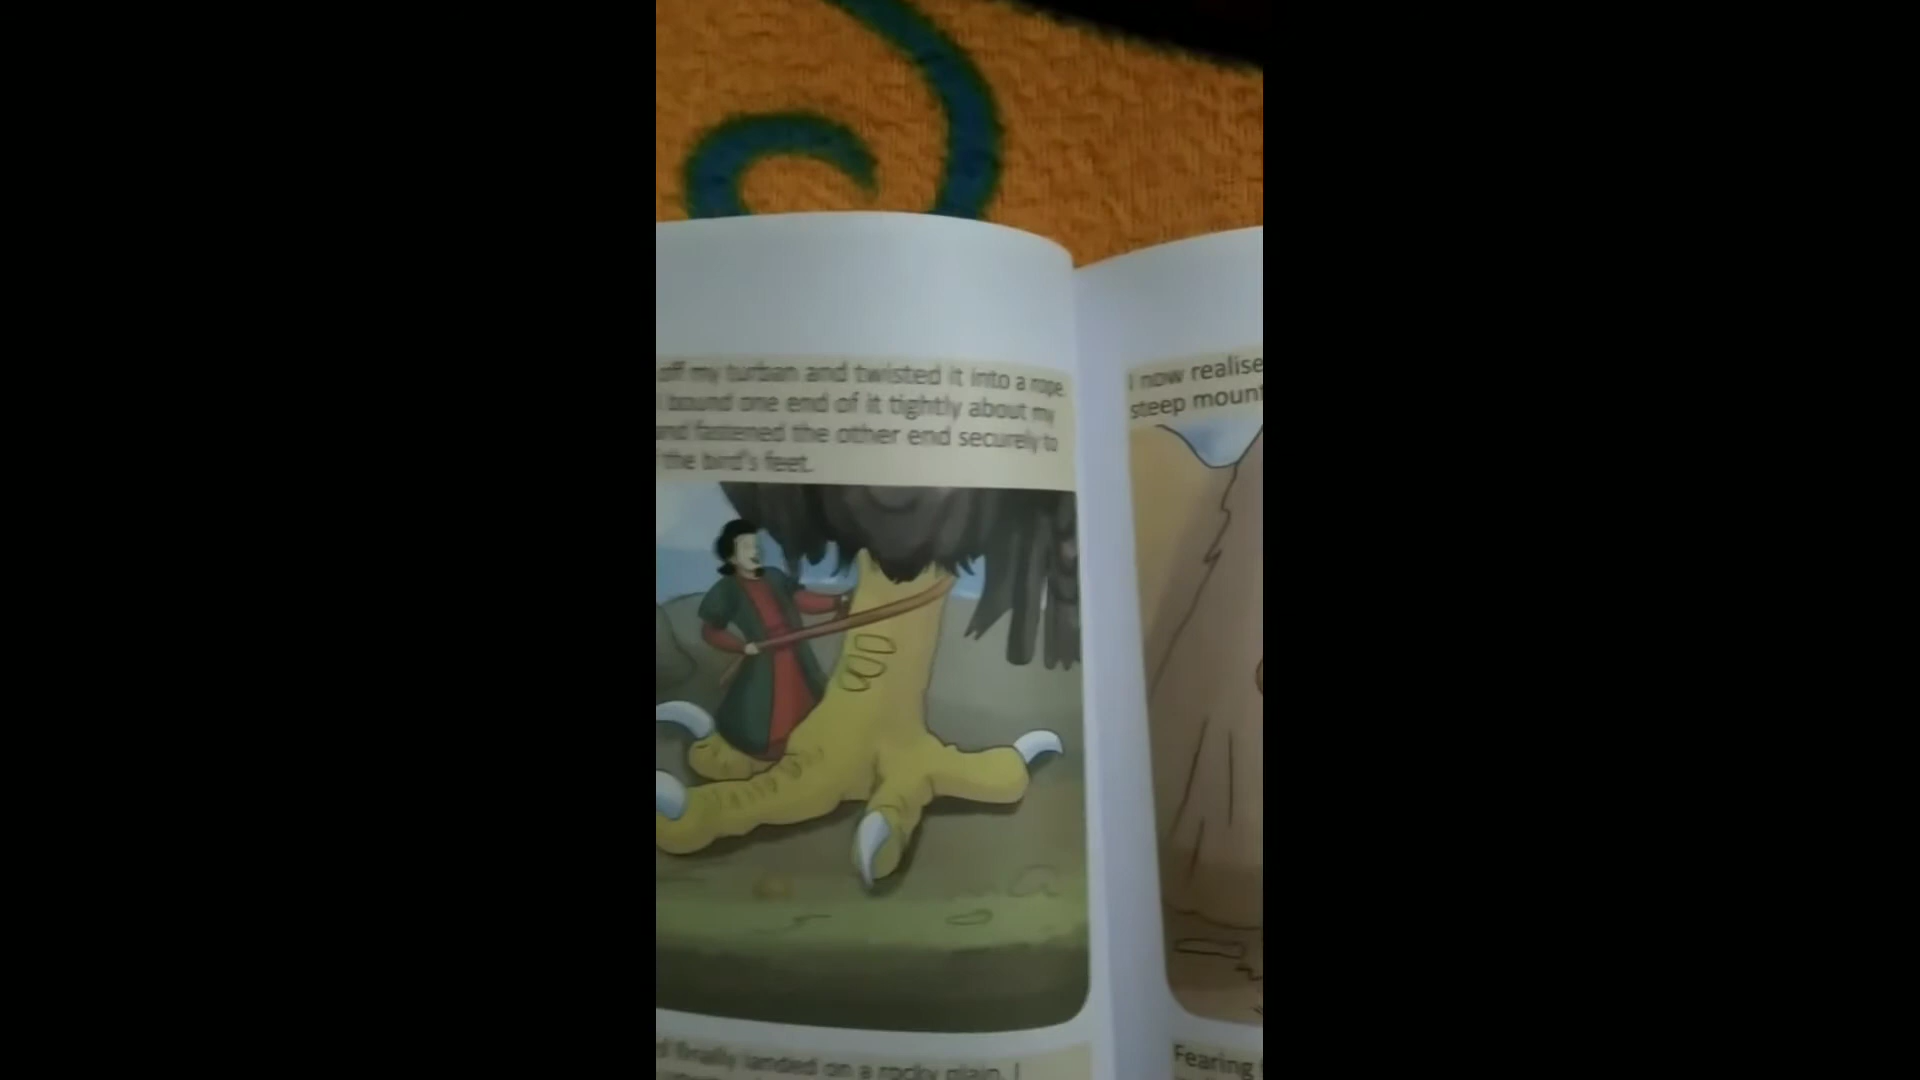 off my turban and twisted it into a rope.
I bound one end of it tightly about my
and fastened the other end securely to
the bird's feet.
finally landed on a rocky plain. I
I now realise
steep mount
Fearing